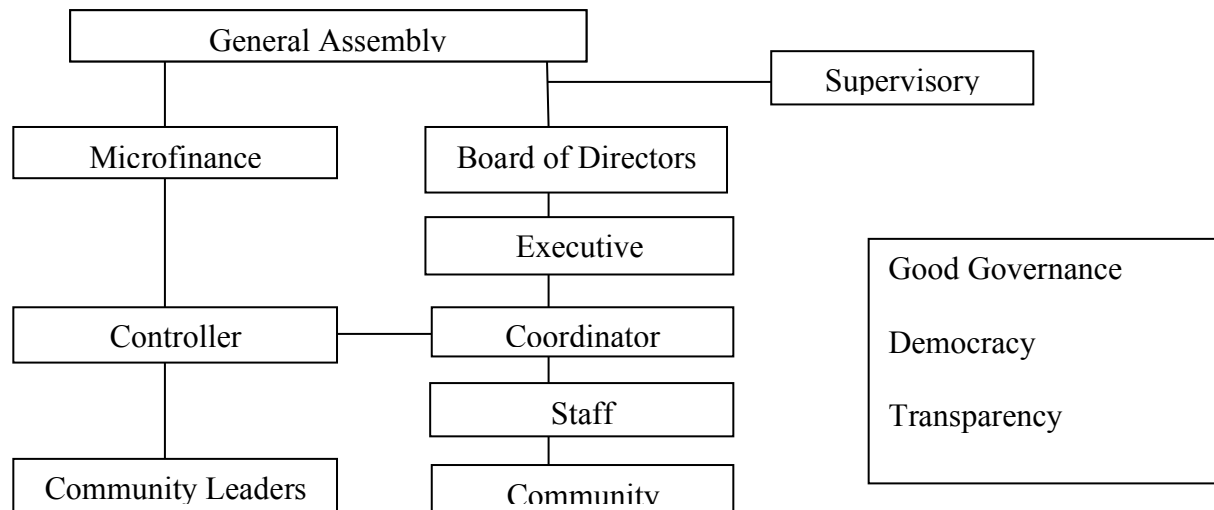 General Assembly
Supervisory
Microfinance
Board of Directors
Executive
Good Governance
Controller
Coordinator
Democracy
Staff
Transparency
Community Leaders
Community